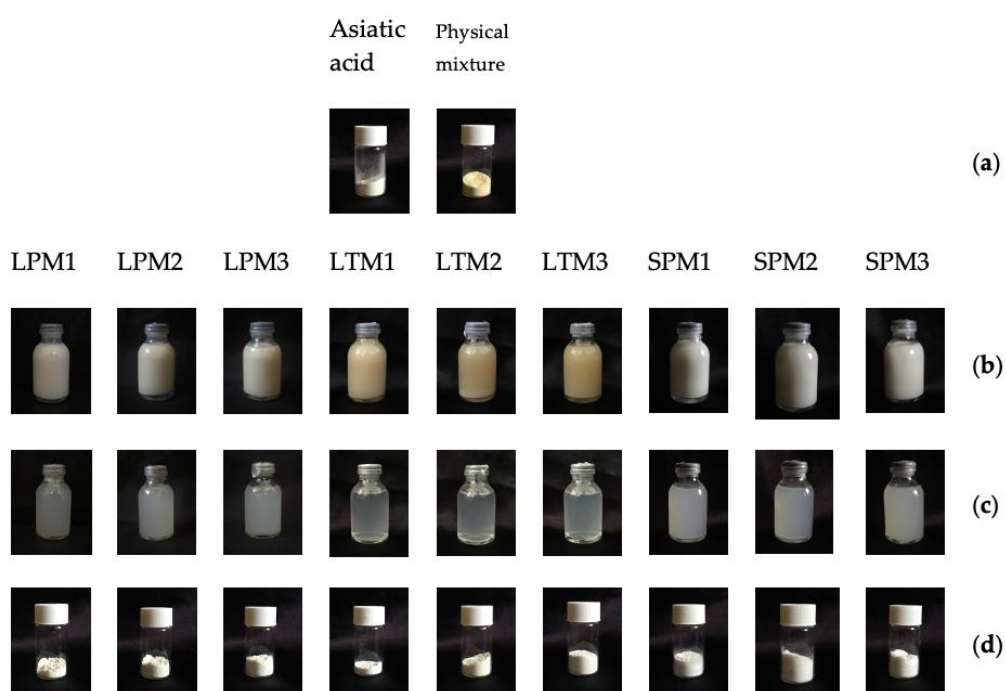 Asiatic acid
Physical mixture
(a)
LPM1 LPM2 LPM3 LTM1 LTM2 LTM3 SPM1 SPM2 SPM3
(b)
(c)
(d)